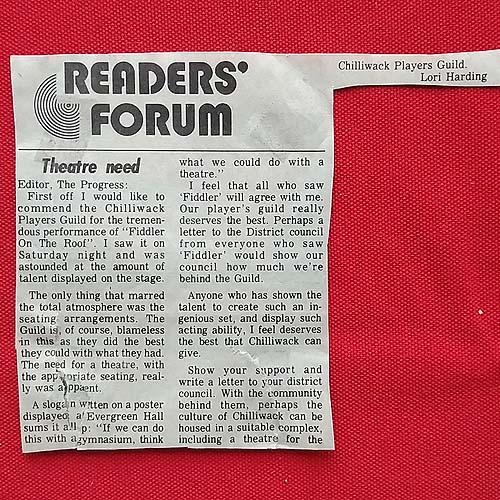 READERS'
FORUM
Theatre need
Editor, The Progress:
First off I would like to
commend the Chilliwack
Players Guild for the tremen-
dous performance of "Fiddler
On The Roof". I saw it on
Saturday night and was
astounded at the amount of
talent displayed on the stage.
The only thing that marred
the total atmosphere was the
seating arrangements. The
Guild is, of course, blameless
in this as they did the best
they could with what they had.
The need for a theatre, with
the appropriate seating, real-
ly was apparent.
A slogan written on a poster
displayed at Evergreen Hall
sums it all up: "If we can do
this with a gymnasium, think
what we could do with a
theatre."
I feel that all who saw
'Fiddler' will agree with me.
Our player's guild really
deserves the best. Perhaps a
letter to the District council
from everyone who saw
'Fiddler' would show our
council how much we're
behind the Guild.
Anyone who has shown the
talent to create such an in-
genious set, and display such
acting ability, I feel deserves
the best that Chilliwack can
give.
Show your support and
write a letter to your district
council. With the community
behind them, perhaps the
culture of Chilliwack can be
housed in a suitable complex,
including a theatre for the
Chilliwack Players Guild.
Lori Harding